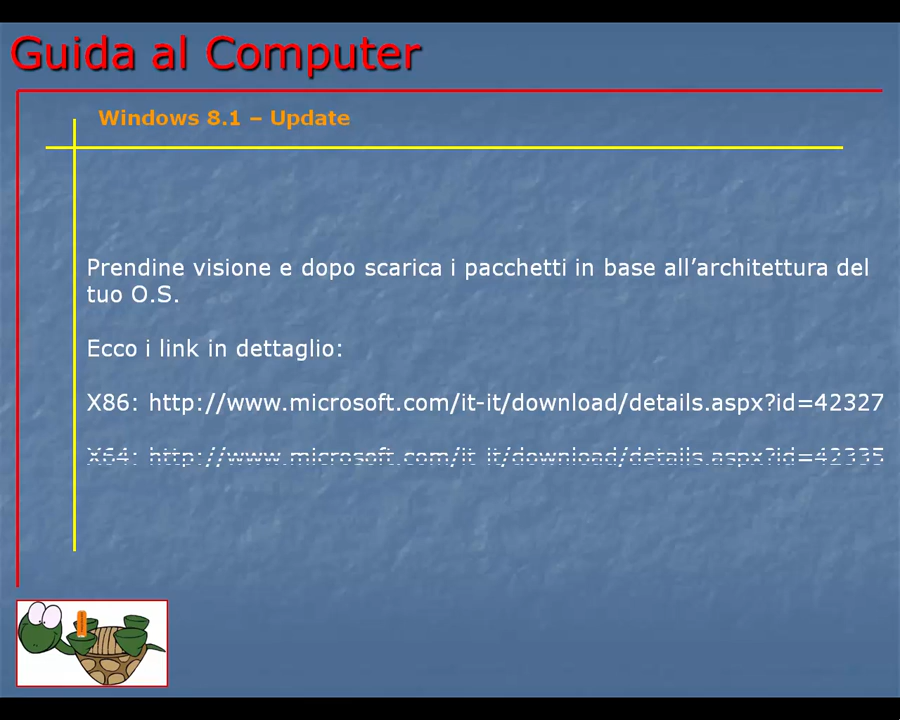 Guida al Computer
Windows 8.1 – Update
Prendine visione e dopo scarica i pacchetti in base all’architettura del
tuo O.S.
Ecco i link in dettaglio:
X86: http://www.microsoft.com/it-it/download/details.aspx?id=42327
X64: http://www.microsoft.com/it-it/download/details.aspx?id=42335